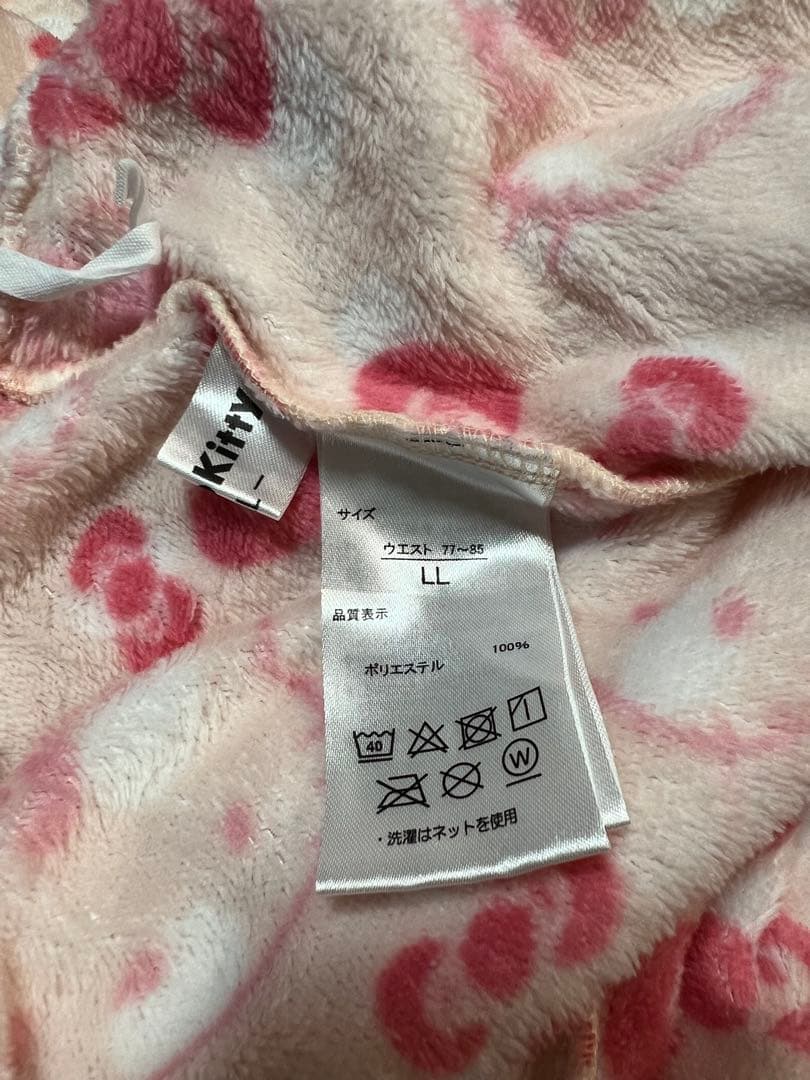 Kitty
サイズ
ウエスト 77～85
LL
品質表示
ポリエステル 100%
40
W
・洗濯はネットを使用